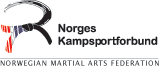 Norges
Kampsportforbund
NORWEGIAN MARTIAL ARTS FEDERATION